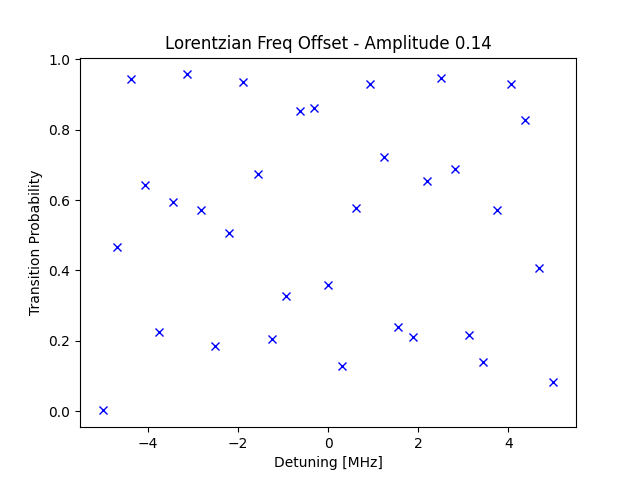 Lorentzian Freq Offset - Amplitude 0.14
1.0
0.8
0.6
0.4
0.2
0.0
Transition Probability
−4 −2 0 2 4
Detuning [MHz]